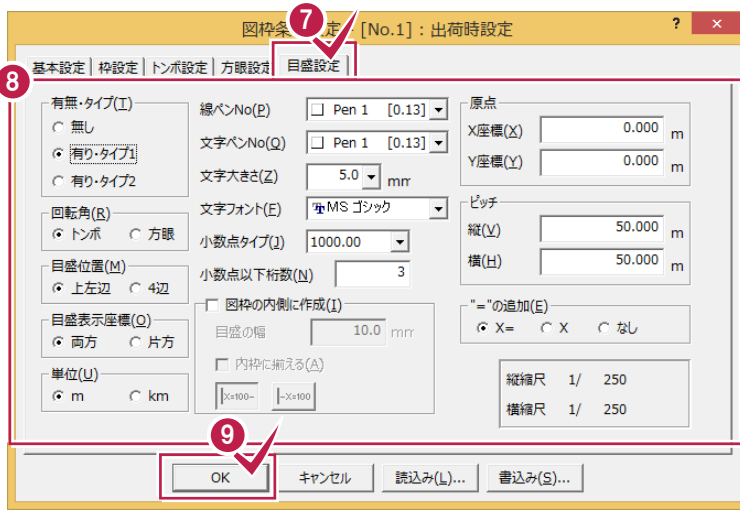 図枠条 定 [No.1]：出荷時設定 ? ×
7
8
基本設定 枠設定 トンボ設定 方眼設定 目盛設定
有無・タイプ(T)
無し
有り・タイプ1
有り・タイプ2
回転角(R)
トンボ 方眼
目盛位置(M)
上左辺 4辺
目盛表示座標(O)
両方 片方
単位(U)
m km
線ペンNo(P) Pen 1 [0.13]
文字ペンNo(Q) Pen 1 [0.13]
文字大きさ(Z) 5.0 mm
文字フォント(F) MS ゴシック
小数点タイプ(J) 1000.00
小数点以下桁数(N) 3
図枠の内側に作成(I)
目盛の幅 10.0 mm
内枠に揃える(A)
X=100- -X=100
原点
X座標(X) 0.000 m
Y座標(Y) 0.000 m
ピッチ
縦(V) 50.000 m
横(H) 50.000 m
"="の追加(E)
X= X なし
縦縮尺 1/ 250
横縮尺 1/ 250
9
OK キャンセル 読込み(L)... 書込み(S)...